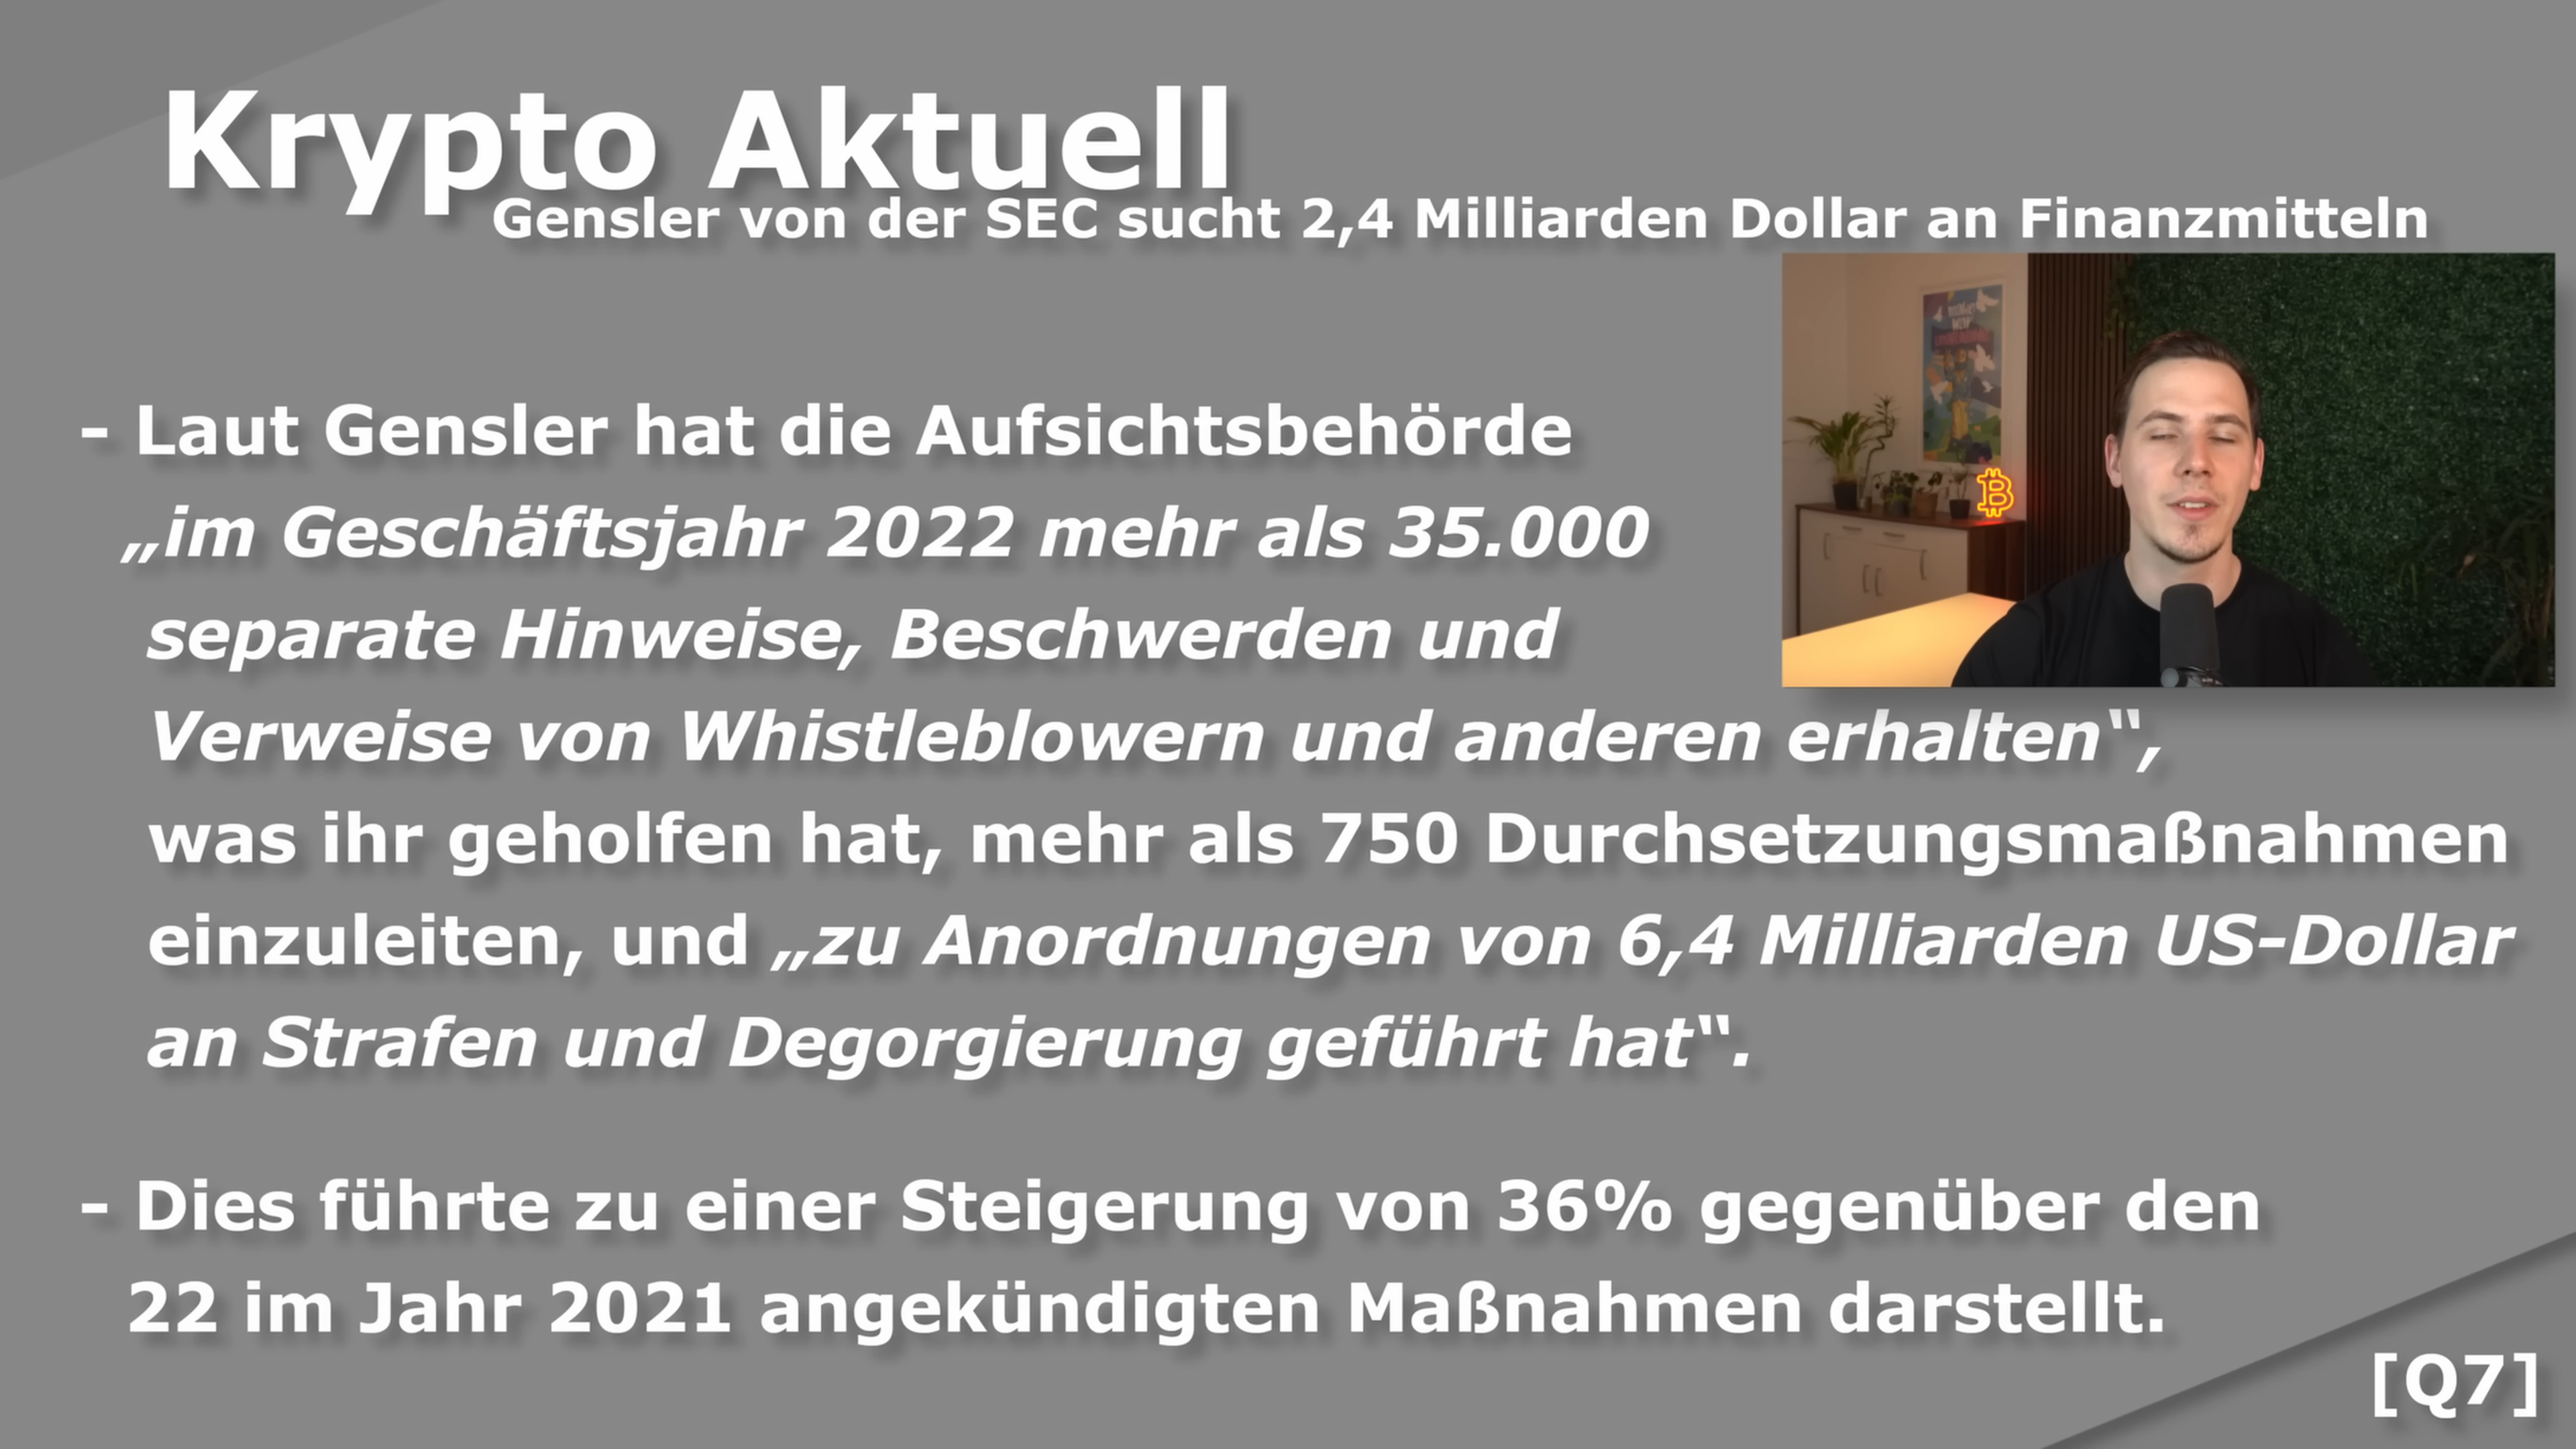 Krypto Aktuell
Gensler von der SEC sucht 2,4 Milliarden Dollar an Finanzmitteln
- Laut Gensler hat die Aufsichtsbehörde
„im Geschäftsjahr 2022 mehr als 35.000
separate Hinweise, Beschwerden und
Verweise von Whistleblowern und anderen erhalten“,
was ihr geholfen hat, mehr als 750 Durchsetzungsmaßnahmen
einzuleiten, und „zu Anordnungen von 6,4 Milliarden US-Dollar
an Strafen und Degorgierung geführt hat“.
- Dies führte zu einer Steigerung von 36% gegenüber den
22 im Jahr 2021 angekündigten Maßnahmen darstellt.
[Q7]